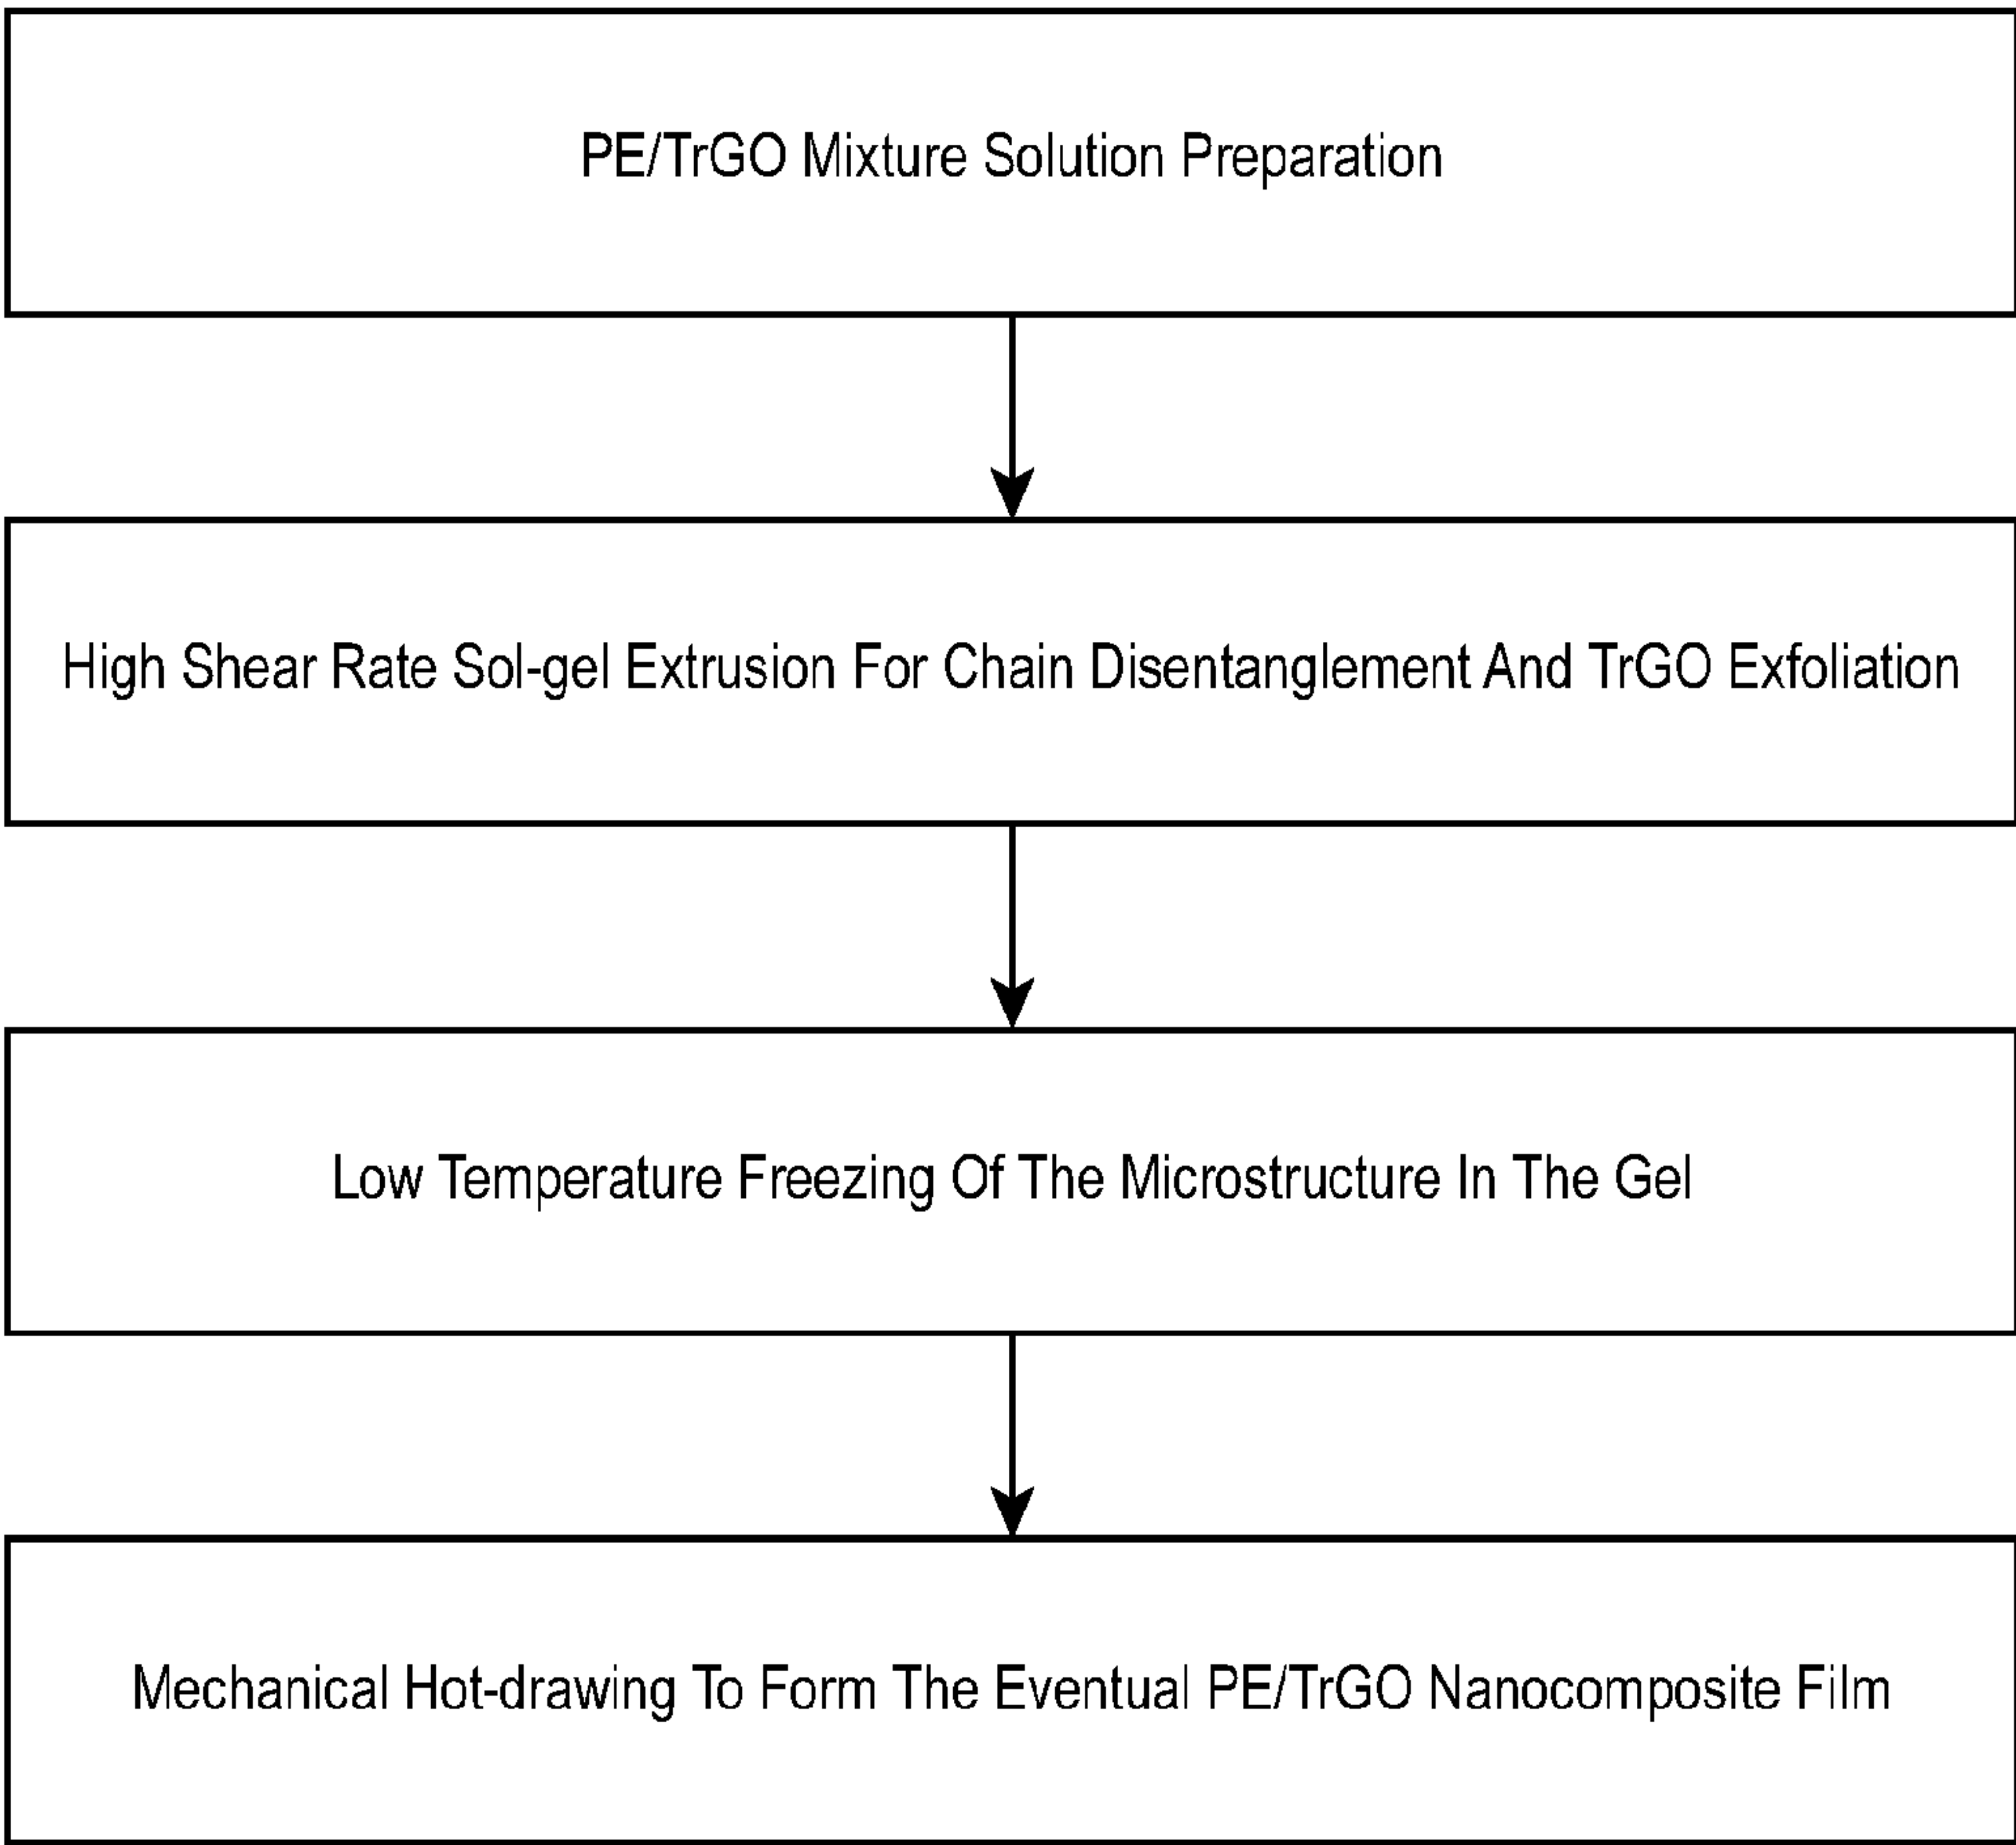 PE/TrGO Mixture Solution Preparation
High Shear Rate Sol-gel Extrusion For Chain Disentanglement And TrGO Exfoliation
Low Temperature Freezing Of The Microstructure In The Gel
Mechanical Hot-drawing To Form The Eventual PE/TrGO Nanocomposite Film